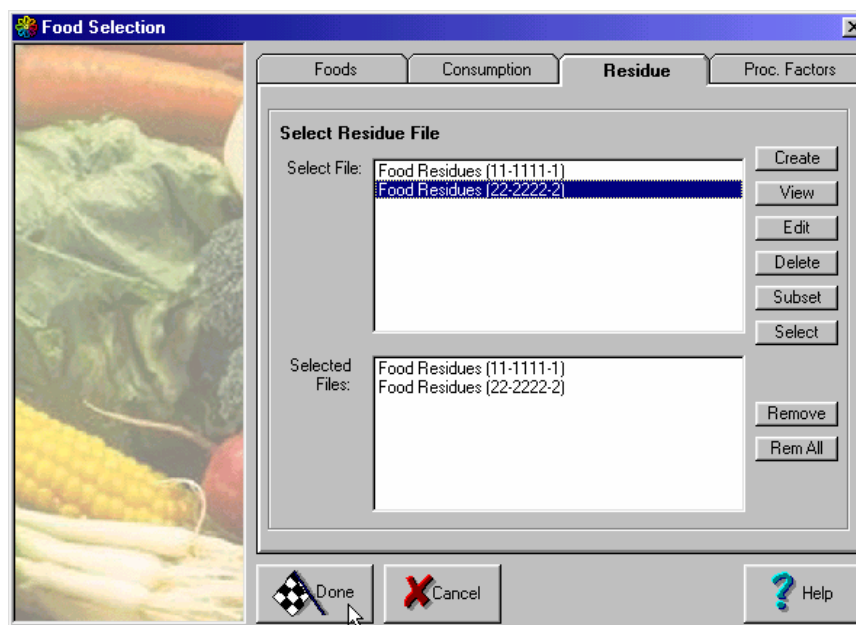 Food Selection
Foods
Consumption
Residue
Proc. Factors
Select Residue File
Select File:
Food Residues (11-1111-1)
Food Residues (22-2222-2)
Create
View
Edit
Delete
Subset
Select
Selected
Files:
Food Residues (11-1111-1)
Food Residues (22-2222-2)
Remove
Rem All
Done
Cancel
Help